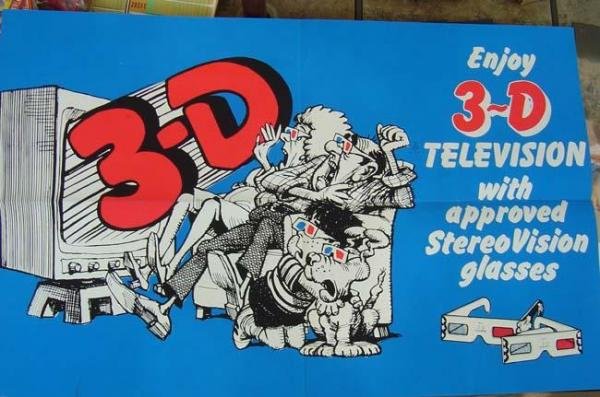 3-D
Enjoy
3-D
TELEVISION
with
approved
StereoVision
glasses